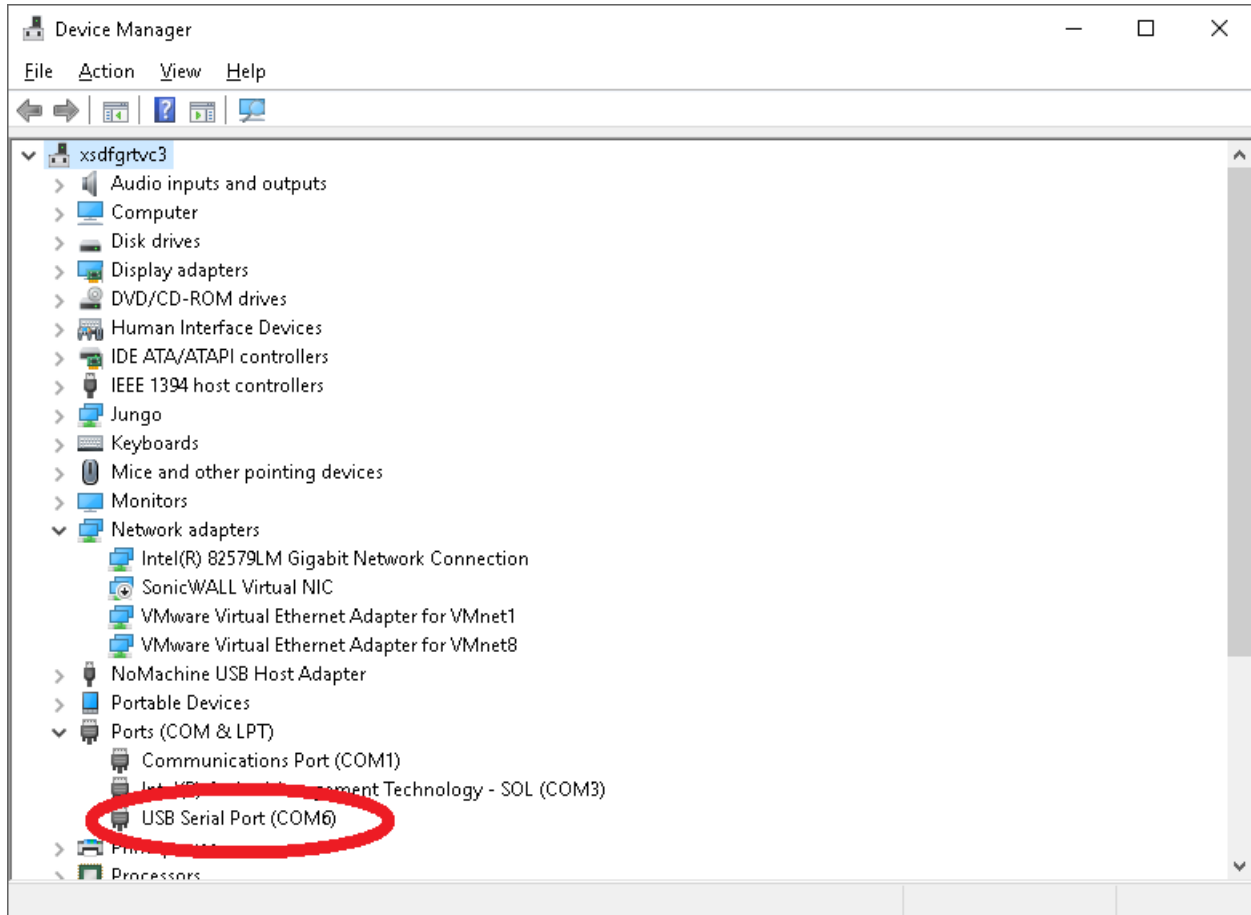 Device Manager
File Action View Help
xsdfgrtvc3
Audio inputs and outputs
Computer
Disk drives
Display adapters
DVD/CD-ROM drives
Human Interface Devices
IDE ATA/ATAPI controllers
IEEE 1394 host controllers
Jungo
Keyboards
Mice and other pointing devices
Monitors
Network adapters
Intel(R) 82579LM Gigabit Network Connection
SonicWALL Virtual NIC
VMware Virtual Ethernet Adapter for VMnet1
VMware Virtual Ethernet Adapter for VMnet8
NoMachine USB Host Adapter
Portable Devices
Ports (COM & LPT)
Communications Port (COM1)
Technology - SOL (COM3)
USB Serial Port (COM6)
Processors